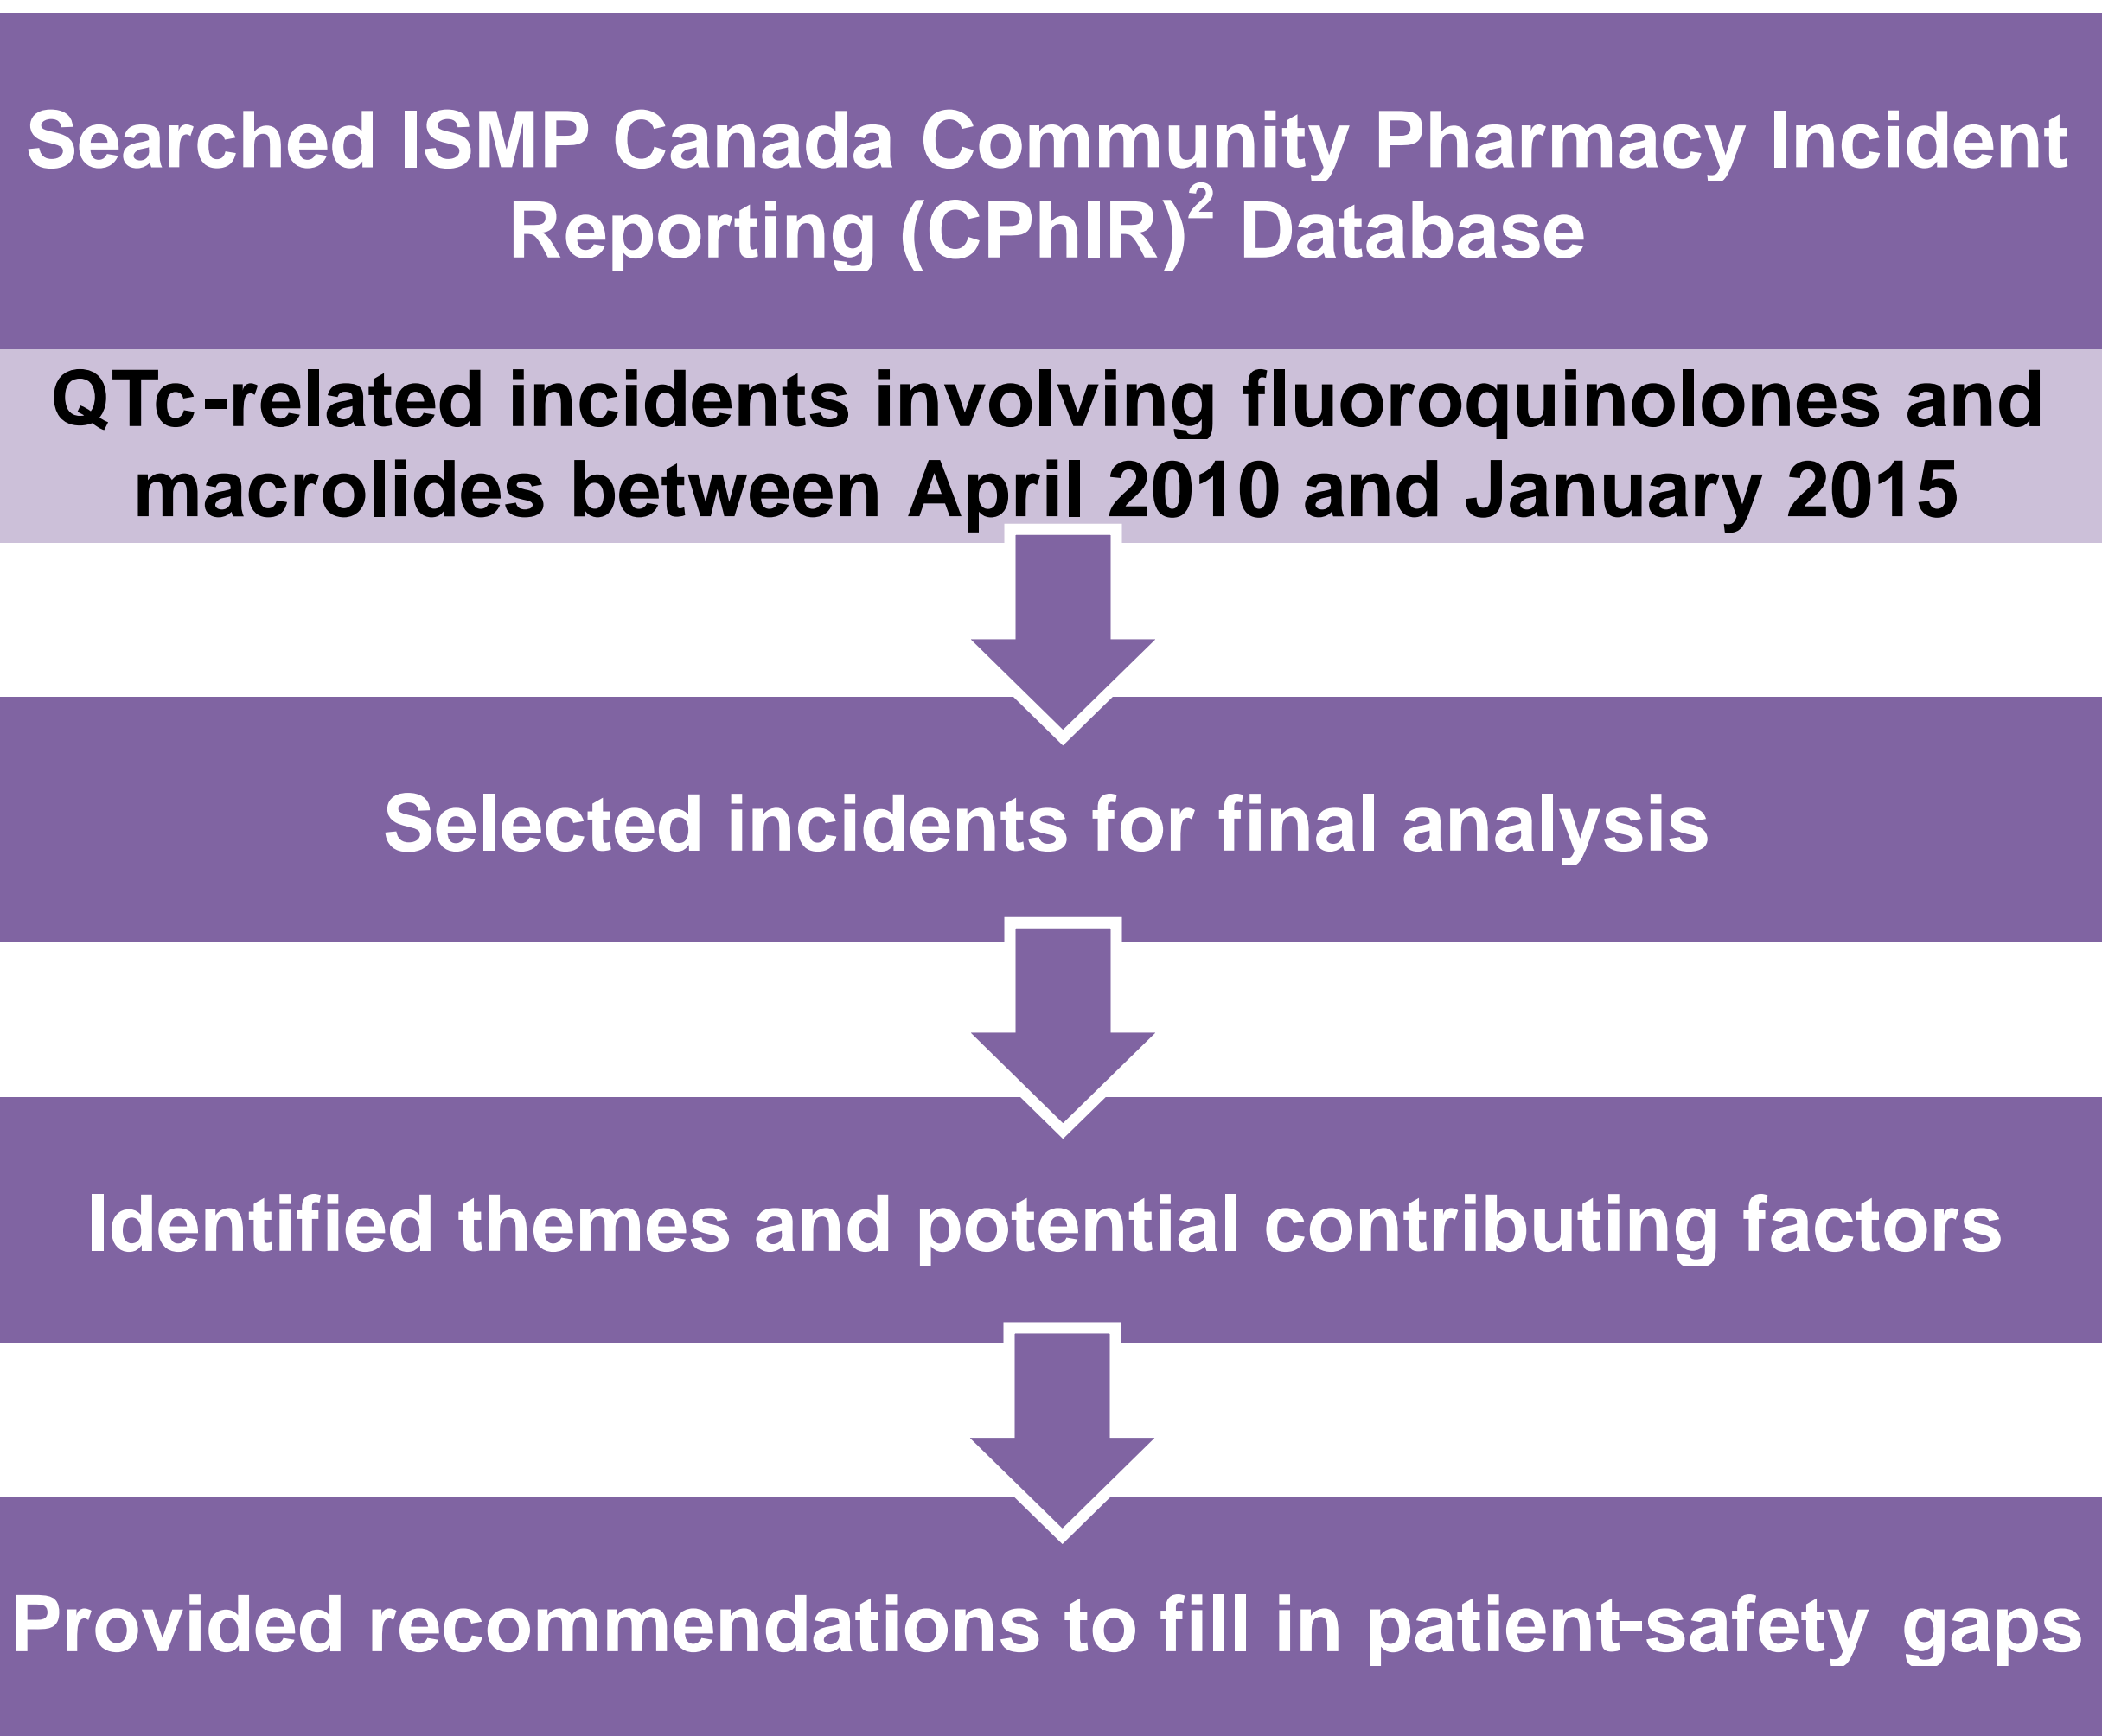 Searched ISMP Canada Community Pharmacy Incident
Reporting (CPhIR)² Database
QTc-related incidents involving fluoroquinolones and
macrolides between April 2010 and January 2015
Selected incidents for final analysis
Identified themes and potential contributing factors
Provided recommendations to fill in patient-safety gaps